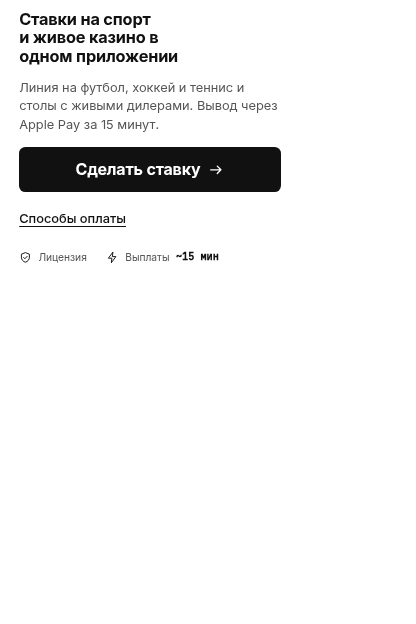 Ставки на спорт
и живое казино в
одном приложении
Линия на футбол, хоккей и теннис и
столы с живыми дилерами. Вывод через
Apple Pay за 15 минут.
Сделать ставку →
Способы оплаты
Лицензия Выплаты ~15 мин